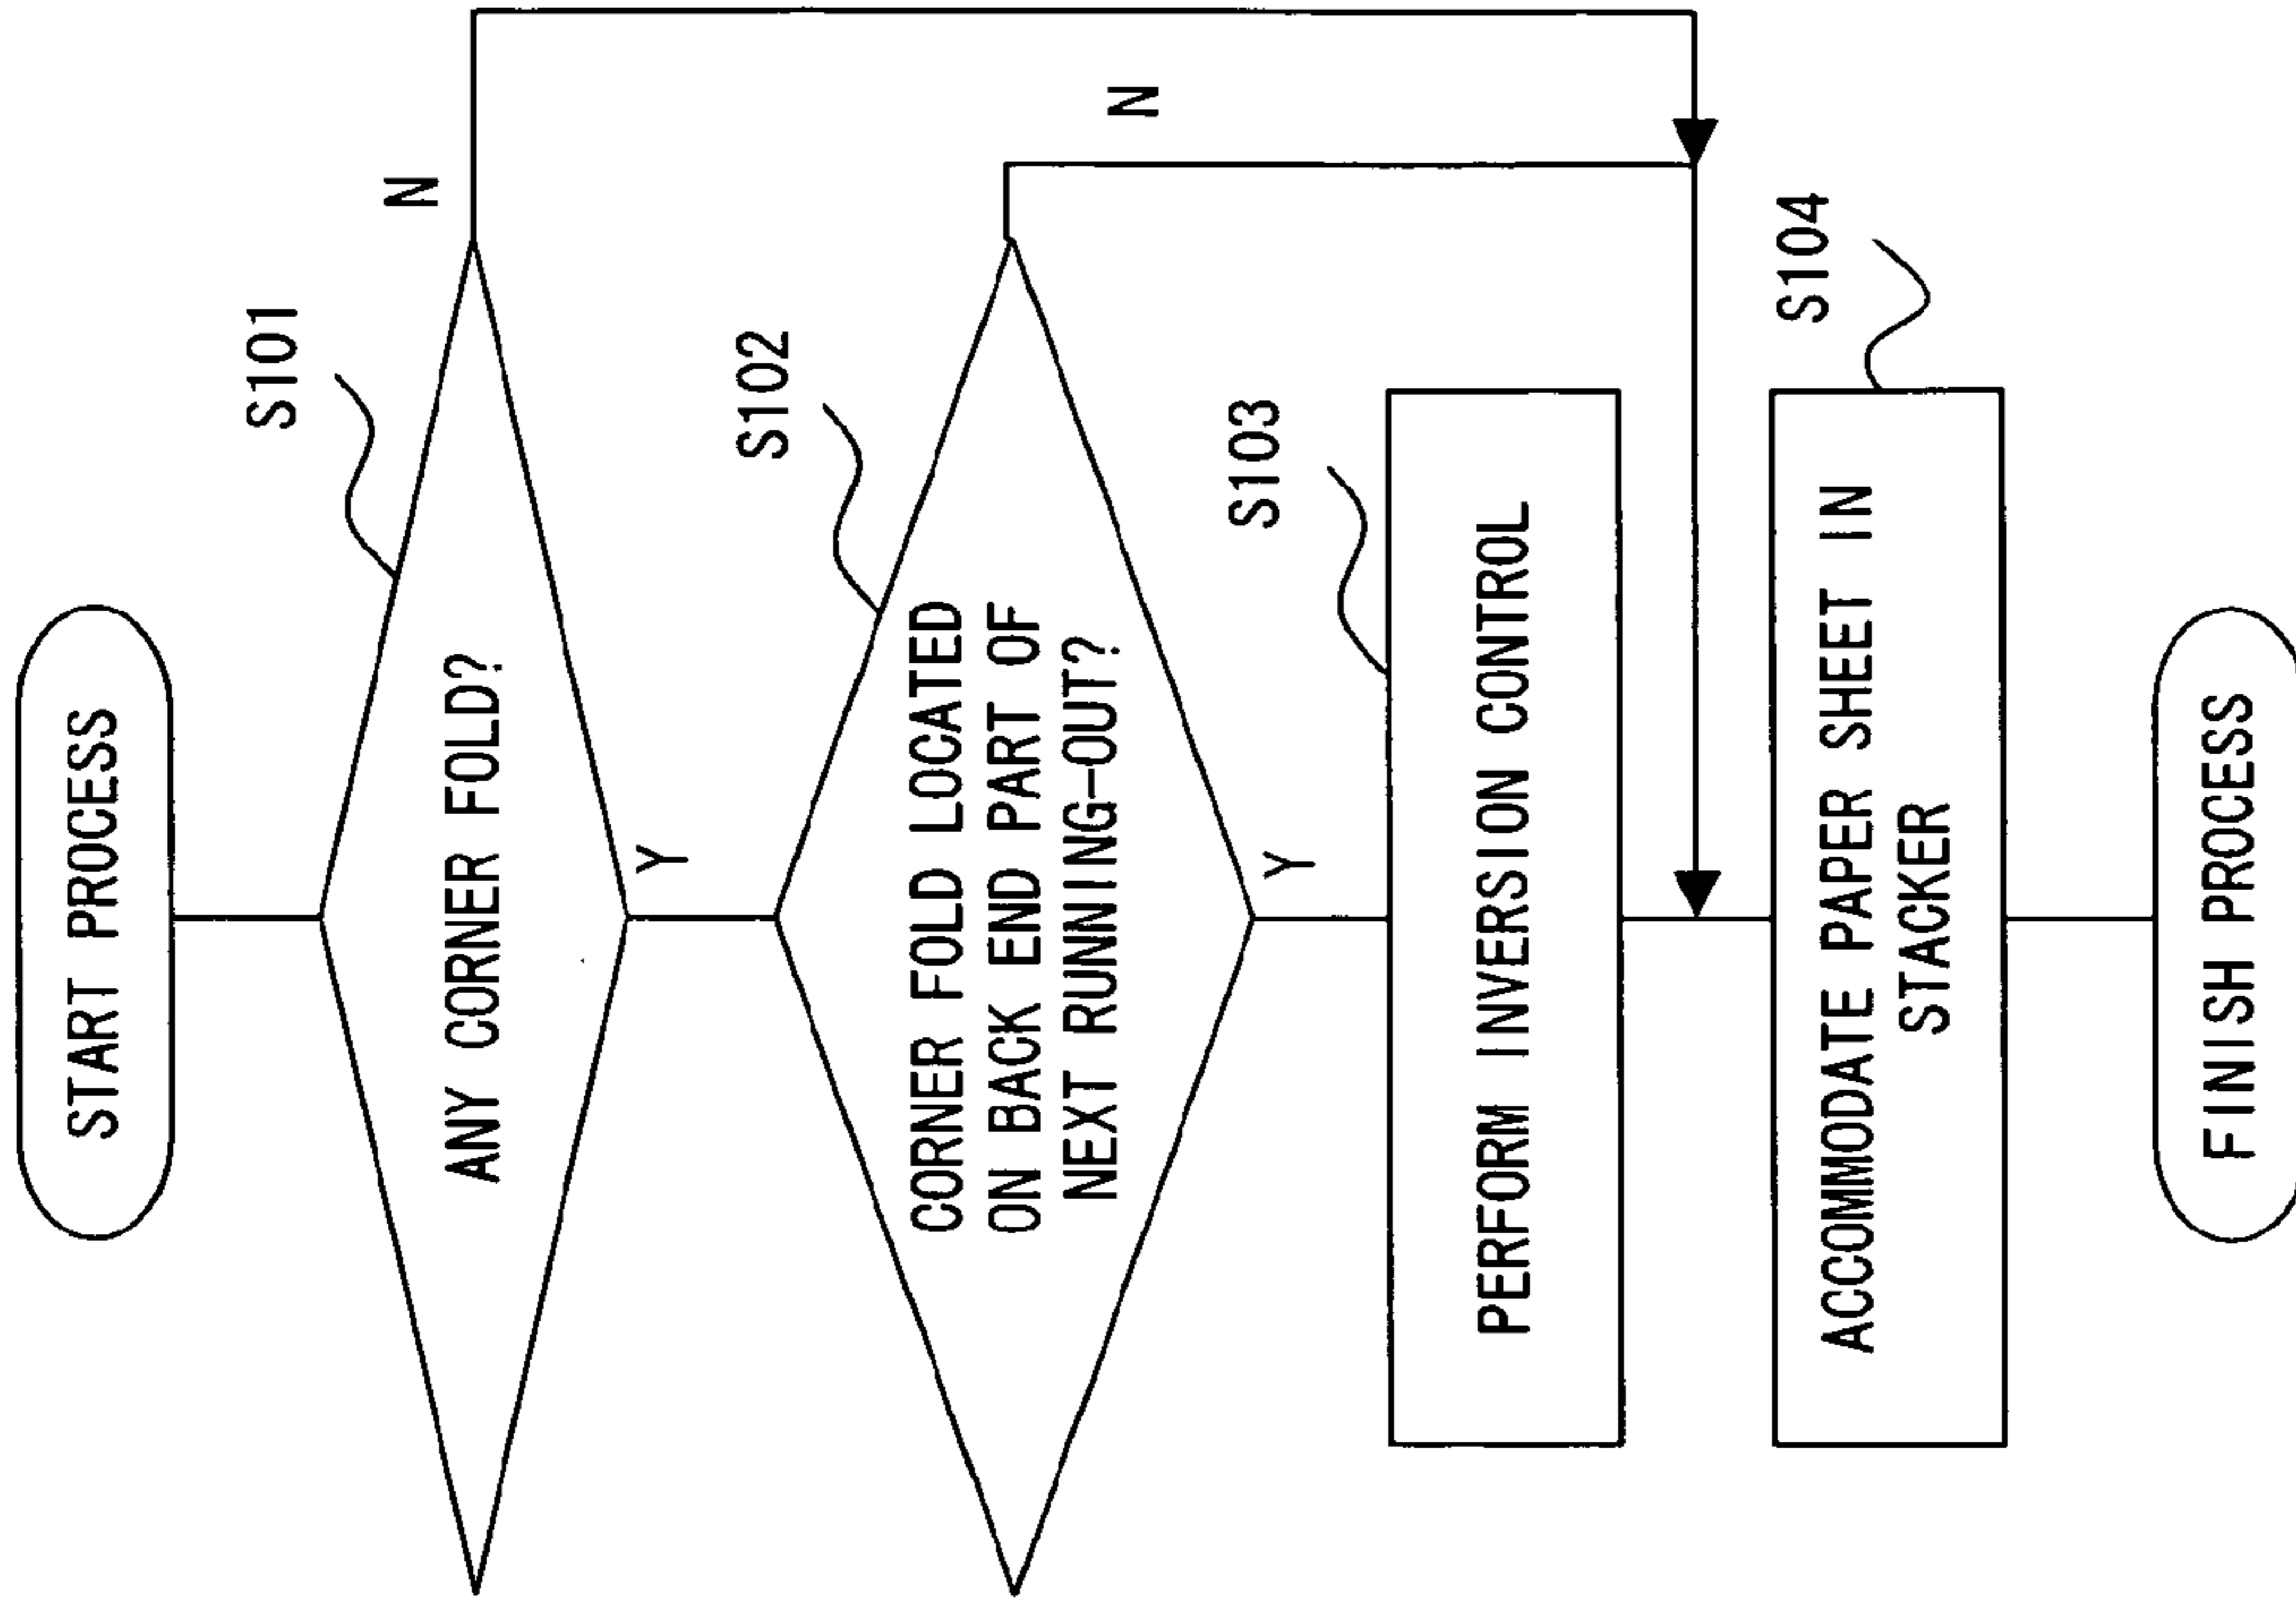 START PROCESS
S101
ANY CORNER FOLD?
N
Y
S102
CORNER FOLD LOCATED
ON BACK END PART OF
NEXT RUNNING-OUT?
N
Y
S103
PERFORM INVERSION CONTROL
S104
ACCOMMODATE PAPER SHEET IN
STACKER
FINISH PROCESS